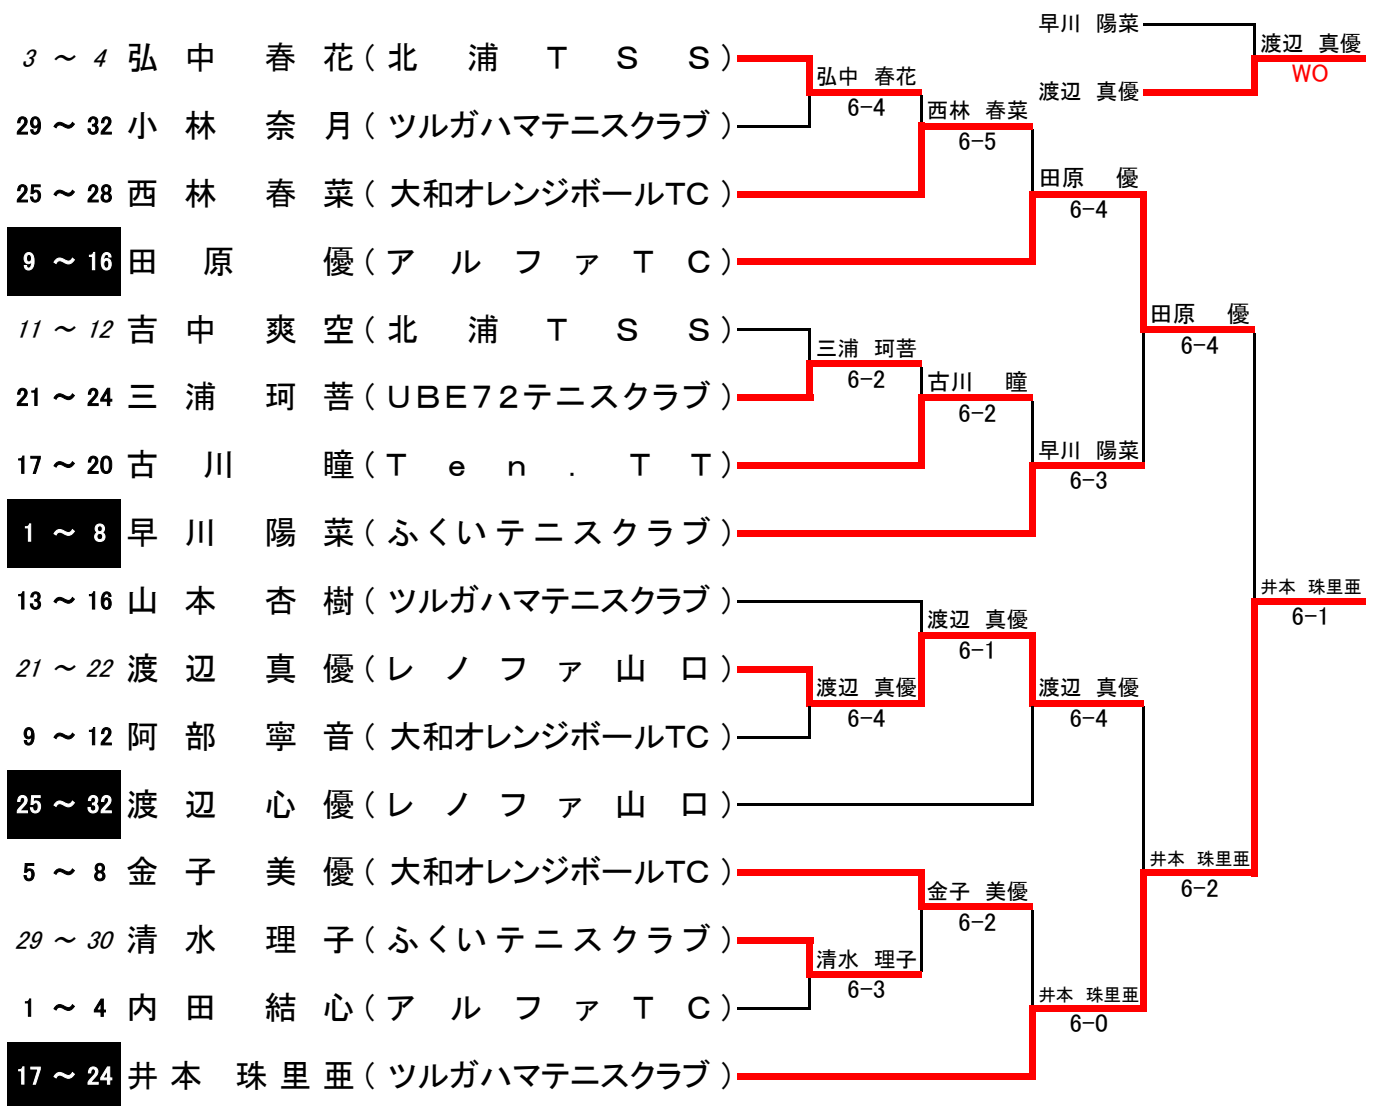 3 ～ 4 弘中 春花 ( 北浦TSS )
29 ～ 32 小林 奈月 ( ツルガハマテニスクラブ )
25 ～ 28 西林 春菜 ( 大和オレンジボールTC )
9 ～ 16 田原 優 ( アルファTC )
11 ～ 12 吉中 爽空 ( 北浦TSS )
21 ～ 24 三浦 珂菩 ( UBE72テニスクラブ )
17 ～ 20 古川 瞳 ( Ten.TT )
1 ～ 8 早川 陽菜 ( ふくいテニスクラブ )
13 ～ 16 山本 杏樹 ( ツルガハマテニスクラブ )
21 ～ 22 渡辺 真優 ( レノファ山口 )
9 ～ 12 阿部 寧音 ( 大和オレンジボールTC )
25 ～ 32 渡辺 心優 ( レノファ山口 )
5 ～ 8 金子 美優 ( 大和オレンジボールTC )
29 ～ 30 清水 理子 ( ふくいテニスクラブ )
1 ～ 4 内田 結心 ( アルファTC )
17 ～ 24 井本 珠里亜 ( ツルガハマテニスクラブ )
弘中 春花
6-4
三浦 珂菩
6-2
渡辺 真優
6-4
清水 理子
6-3
西林 春菜
6-5
古川 瞳
6-2
渡辺 真優
6-1
金子 美優
6-2
田原 優
6-4
早川 陽菜
6-3
渡辺 真優
6-4
井本 珠里亜
6-0
田原 優
6-4
井本 珠里亜
6-2
井本 珠里亜
6-1
早川 陽菜
渡辺 真優
渡辺 真優
WO